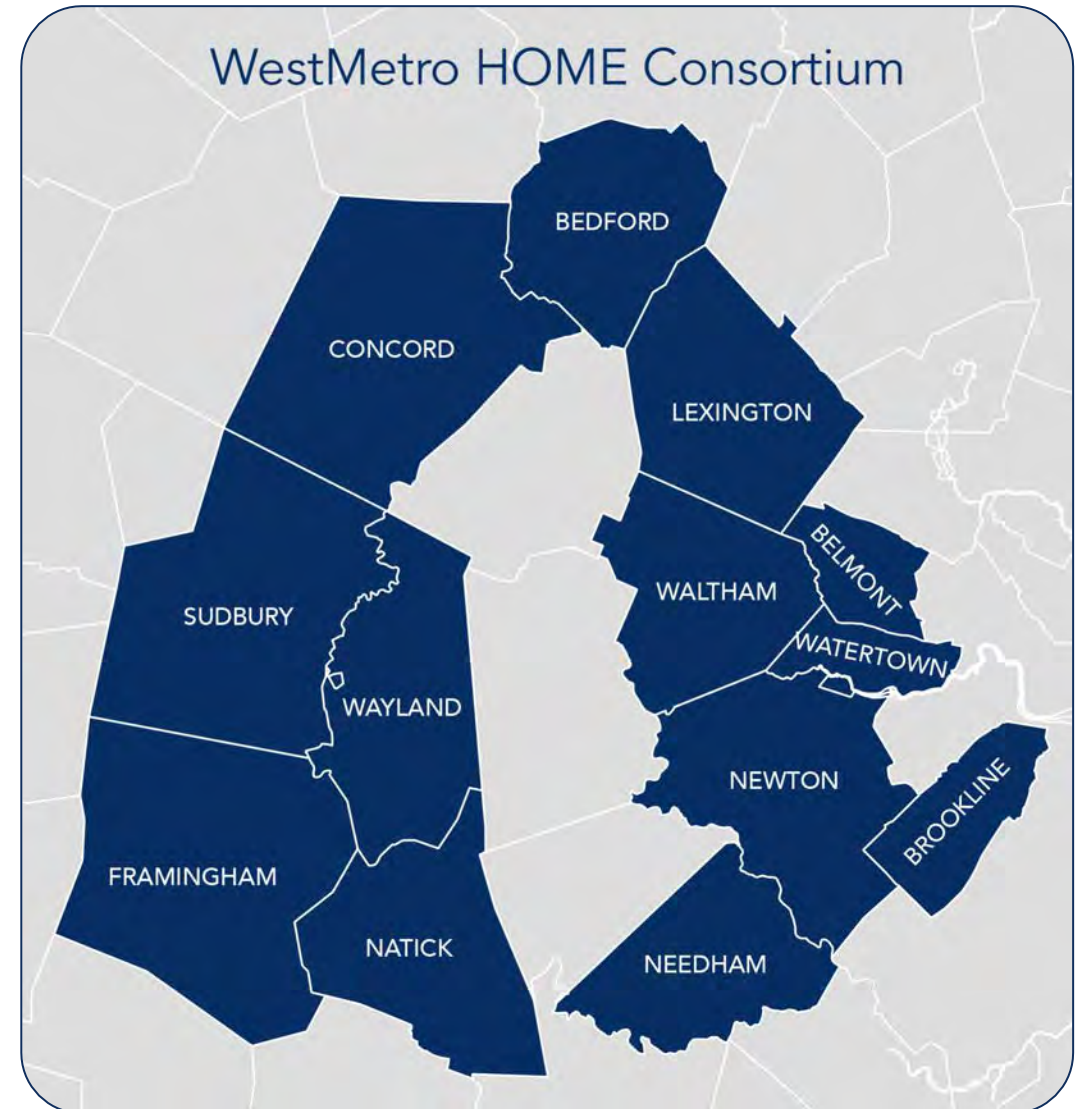 WestMetro HOME Consortium
BEDFORD
CONCORD
LEXINGTON
BELMONT
WALTHAM
SUDBURY
WATERTOWN
WAYLAND
NEWTON
BROOKLINE
FRAMINGHAM
NATICK
NEEDHAM